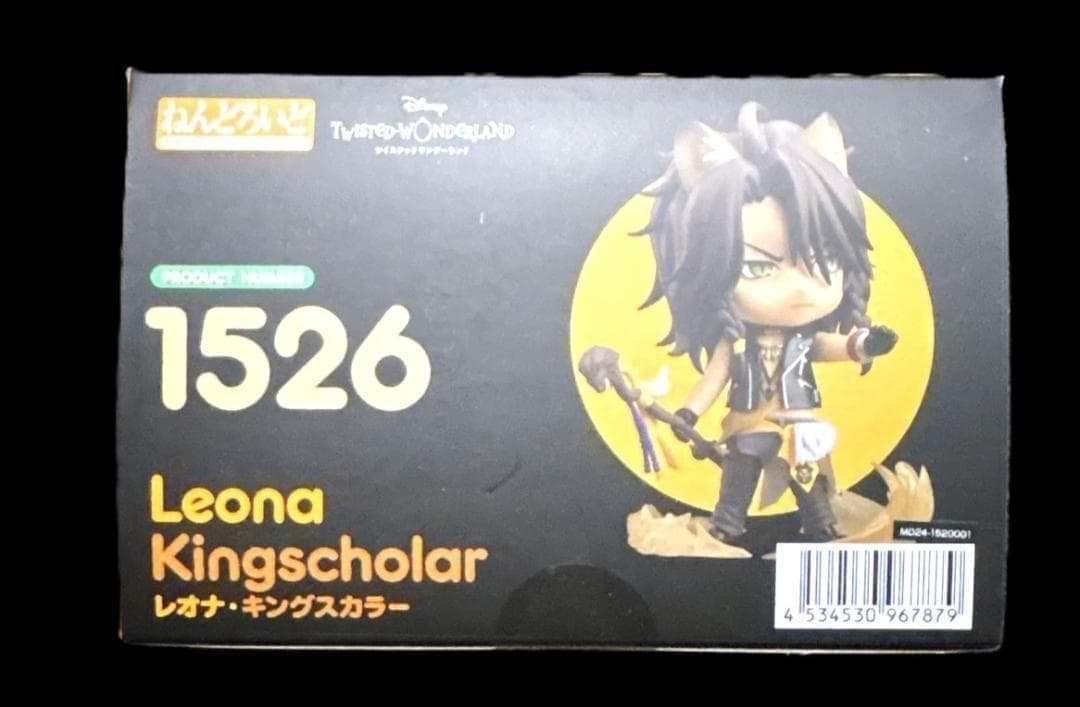 ねんどろいど
Disney
TWISTED-WONDERLAND
ツイステッドワンダーランド
PRODUCT NUMBER
1526
Leona
Kingscholar
レオナ・キングスカラー
MD24-1520001
4 534530 967879